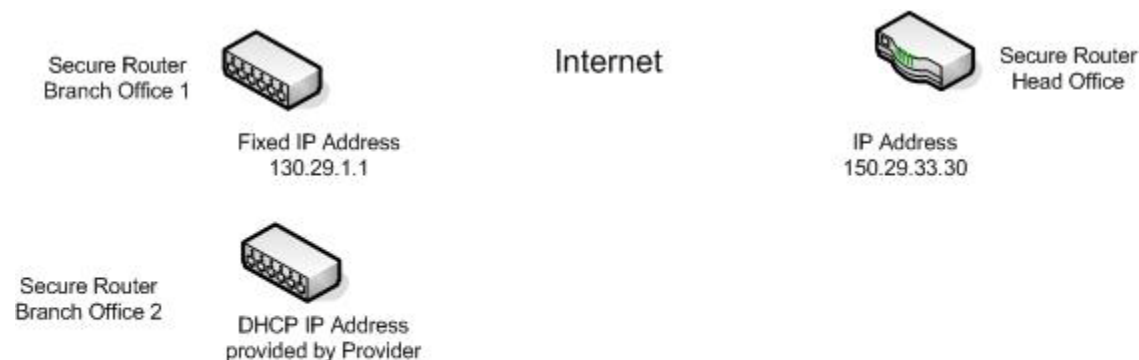 Secure Router
Branch Office 1
Fixed IP Address
130.29.1.1
Internet
Secure Router
Head Office
IP Address
150.29.33.30
Secure Router
Branch Office 2
DHCP IP Address
provided by Provider